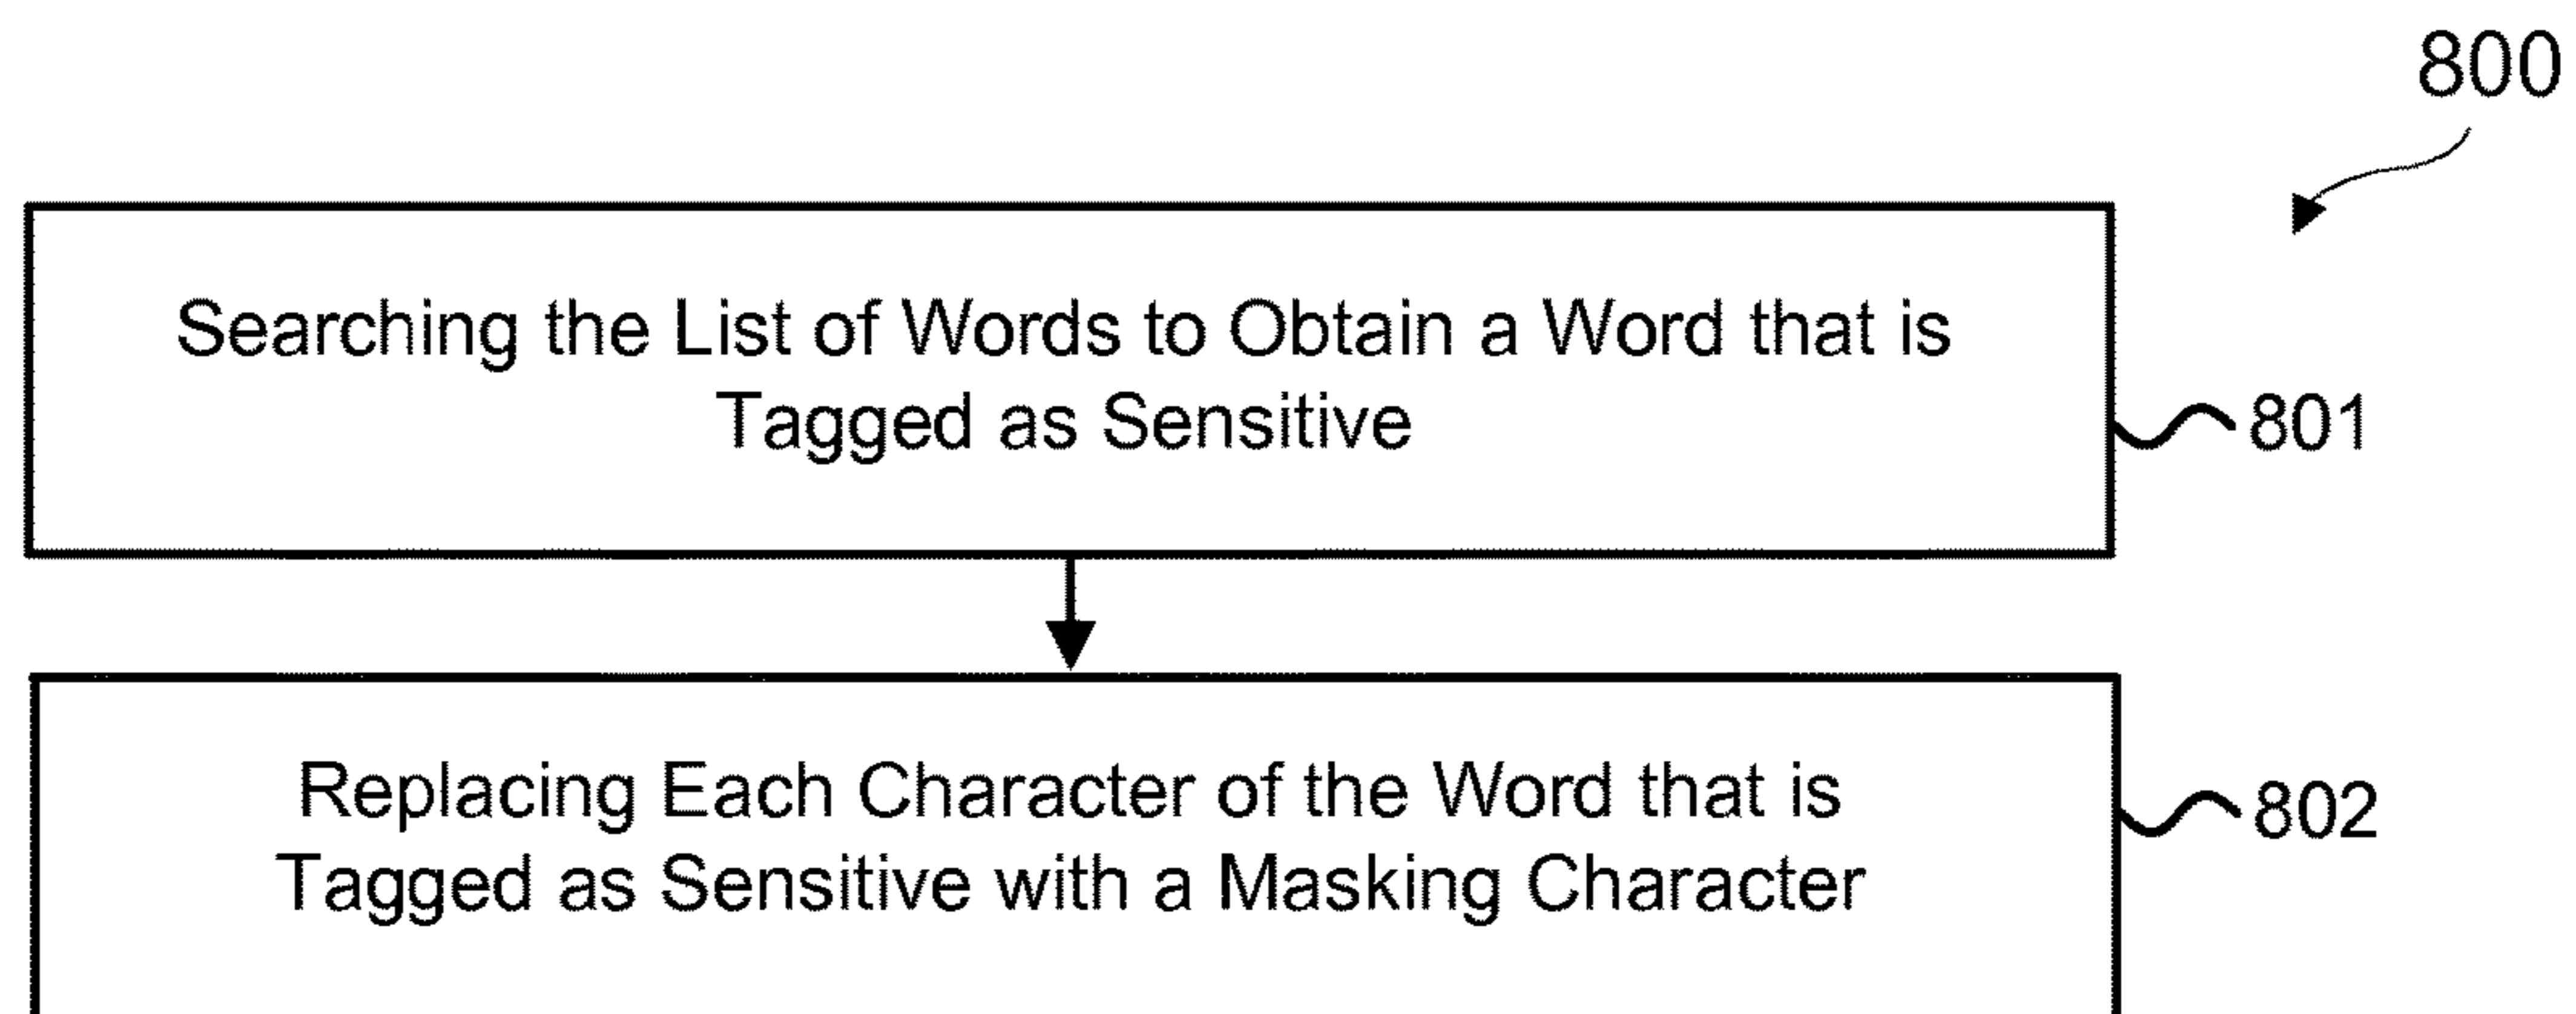 800
Searching the List of Words to Obtain a Word that is
Tagged as Sensitive
801
Replacing Each Character of the Word that is
Tagged as Sensitive with a Masking Character
802